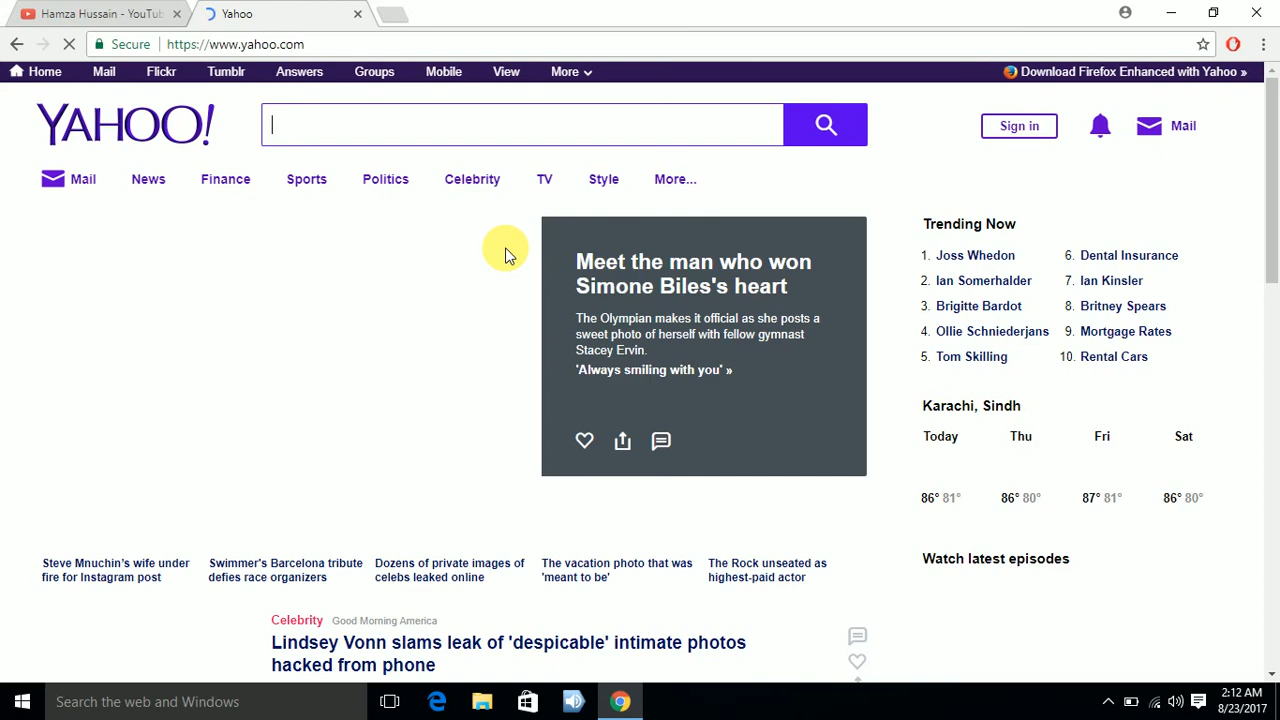 Hamza Hussain - YouTub
Yahoo
Secure
https://www.yahoo.com
Home
Mail
Flickr
Tumblr
Answers
Groups
Mobile
View
More
Download Firefox Enhanced with Yahoo »
YAHOO!
Sign in
Mail
Mail
News
Finance
Sports
Politics
Celebrity
TV
Style
More...
Meet the man who won
Simone Biles's heart
The Olympian makes it official as she posts a
sweet photo of herself with fellow gymnast
Stacey Ervin.
'Always smiling with you' »
Trending Now
1. Joss Whedon
2. Ian Somerhalder
3. Brigitte Bardot
4. Ollie Schniederjans
5. Tom Skilling
6. Dental Insurance
7. Ian Kinsler
8. Britney Spears
9. Mortgage Rates
10. Rental Cars
Karachi, Sindh
Today
Thu
Fri
Sat
86° 81°
86° 80°
87° 81°
86° 80°
Watch latest episodes
Steve Mnuchin's wife under
fire for Instagram post
Swimmer's Barcelona tribute
defies race organizers
Dozens of private images of
celebs leaked online
The vacation photo that was
'meant to be'
The Rock unseated as
highest-paid actor
Celebrity Good Morning America
Lindsey Vonn slams leak of 'despicable' intimate photos
hacked from phone
Search the web and Windows
2:12 AM
8/23/2017